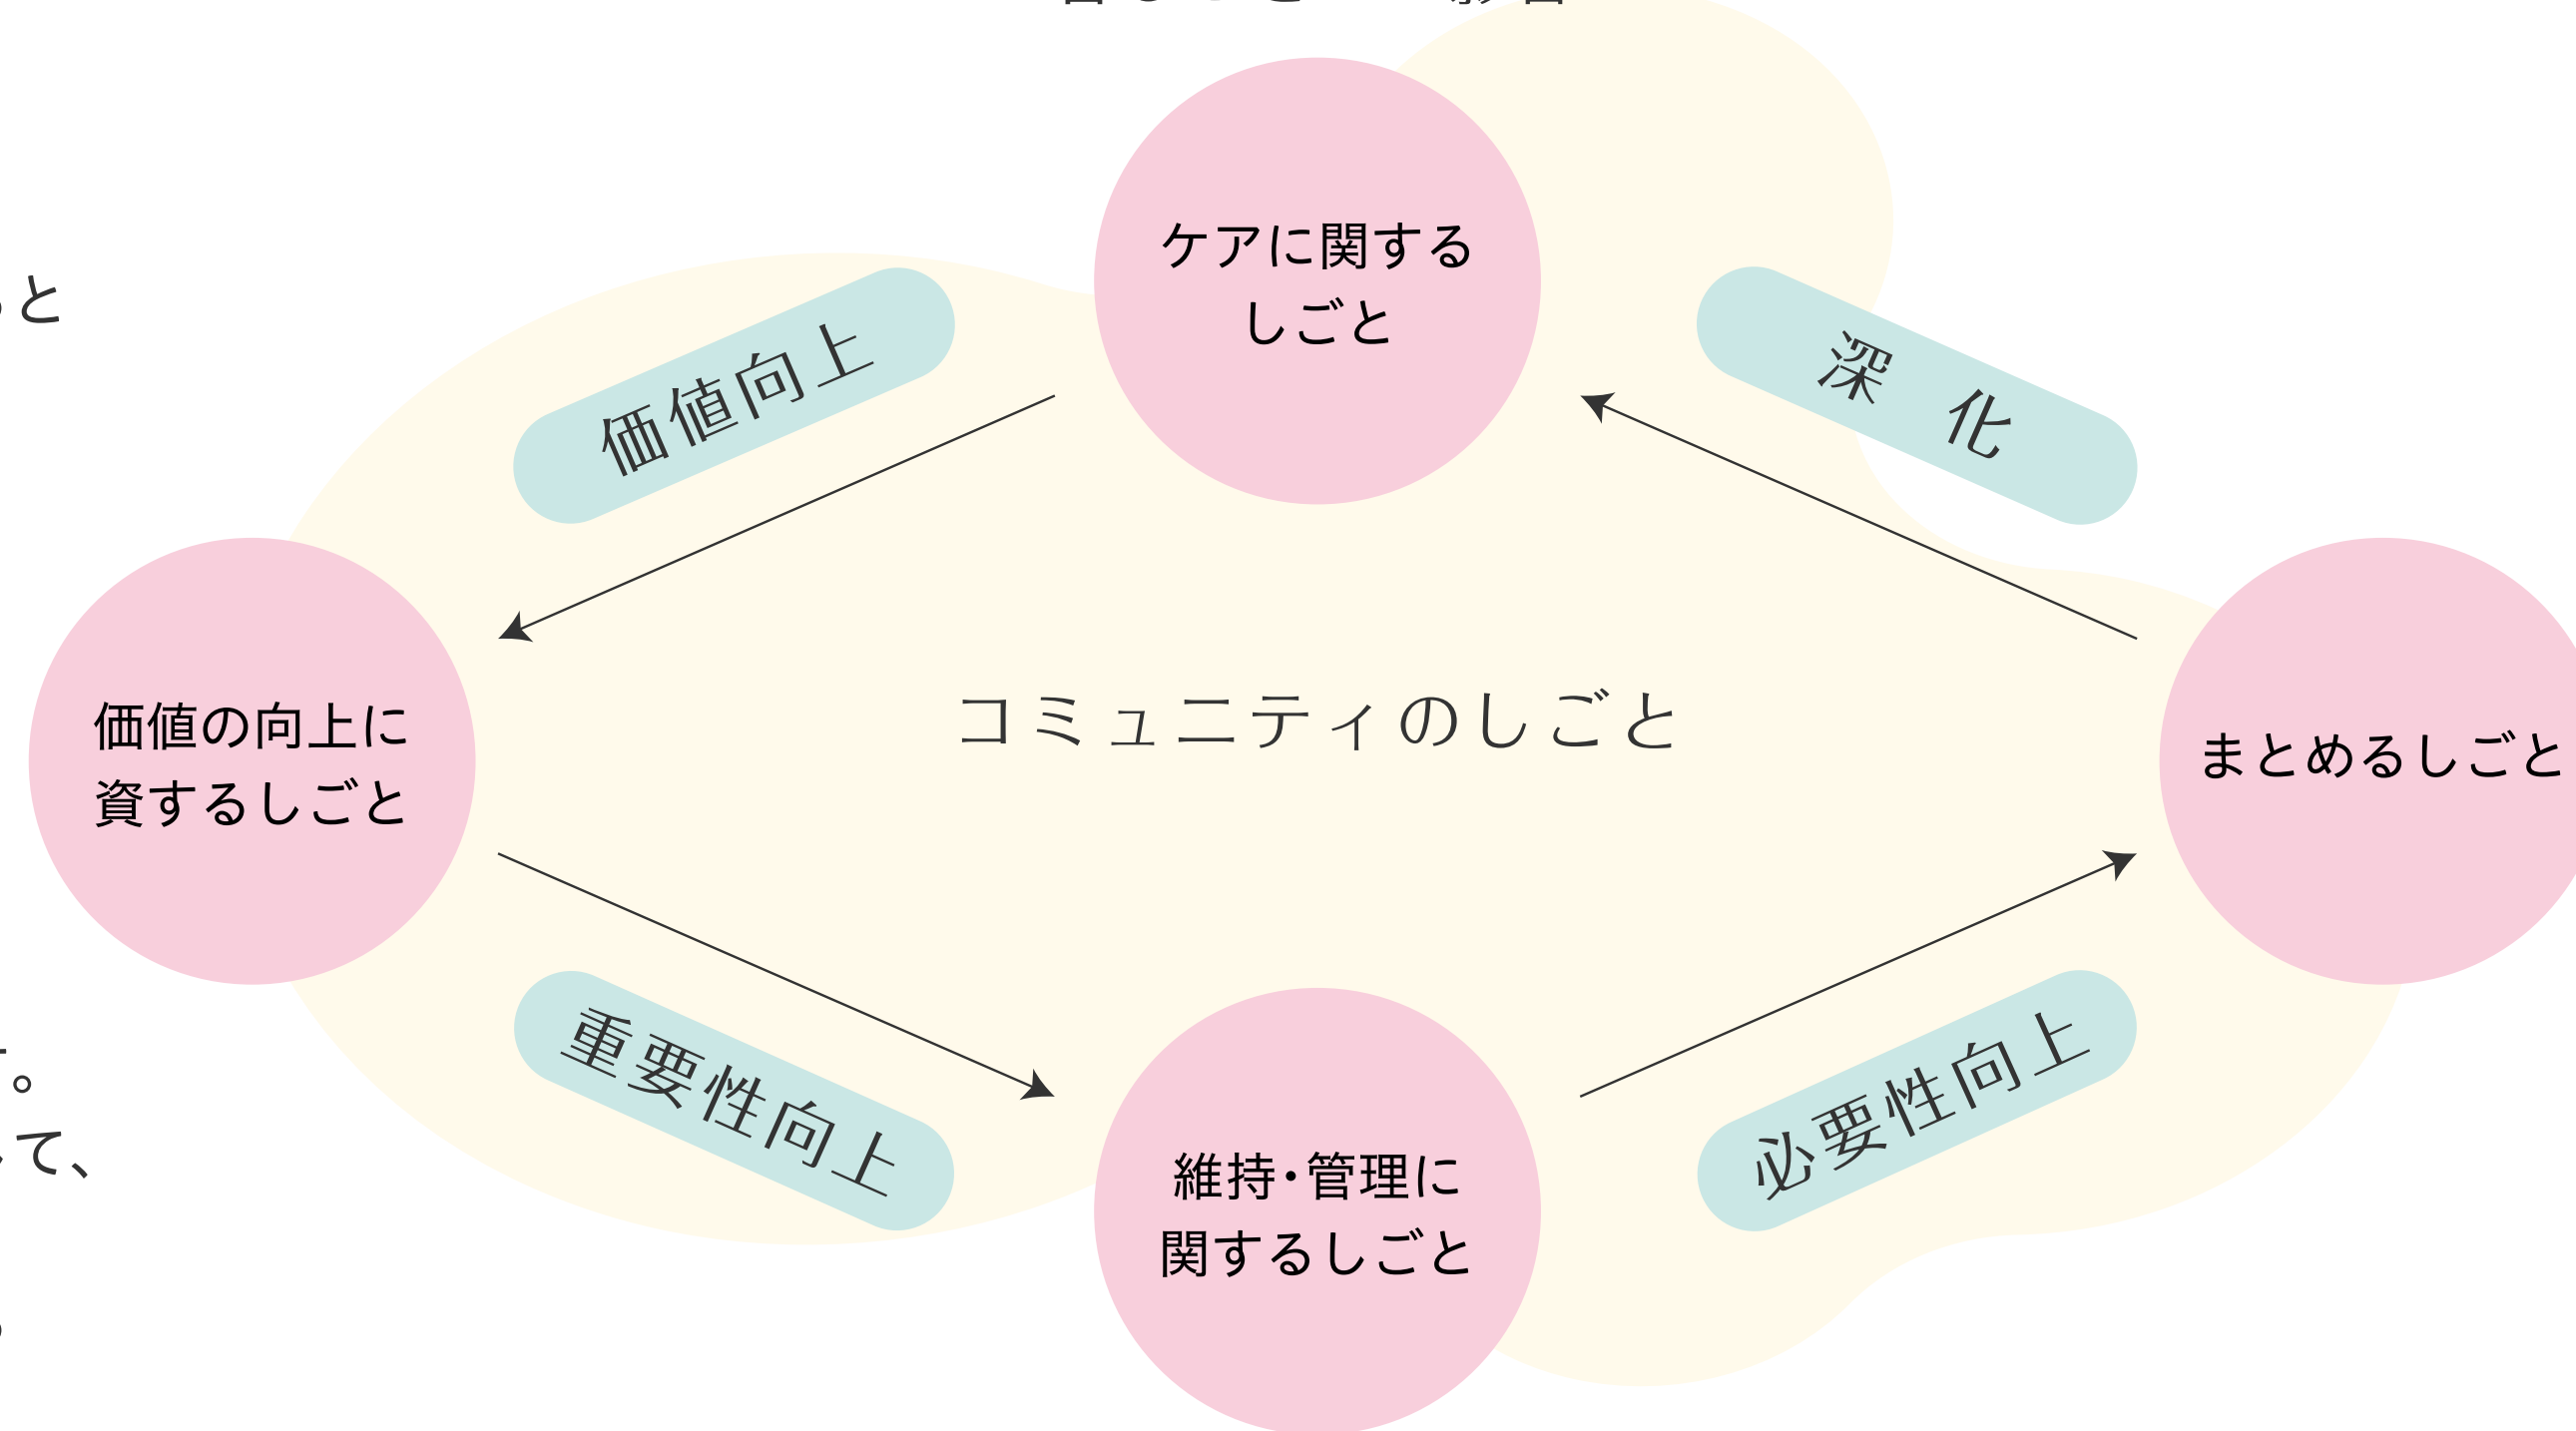 と
ケアに関する
しごと
価値向上
深 化
コミュニティのしごと
価値の向上に
資するしごと
まとめるしごと
重要性向上
必要性向上
。
て、
維持・管理に
関するしごと